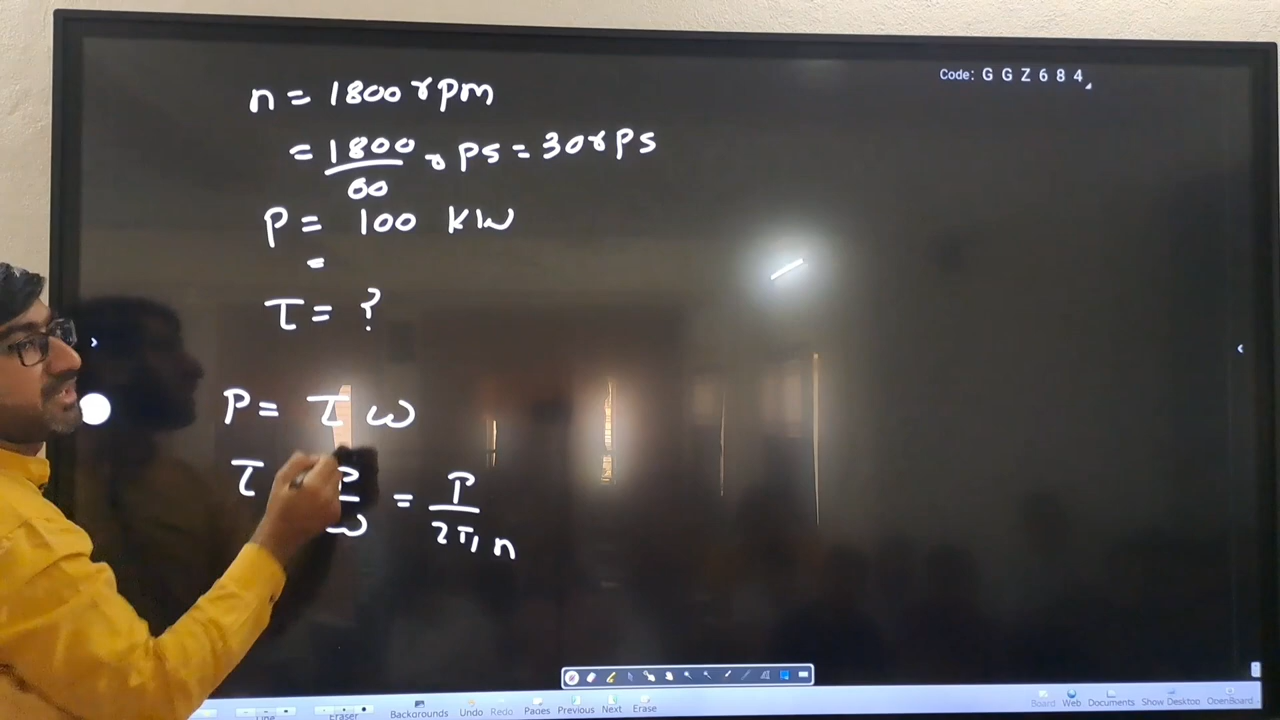 Code: G G Z 6 8 4
n = 1800 rpm
= 1800/60 rps = 30 rps
P = 100 kW
=
τ = ?
P = τ ω
τ P/ω = P/2π n
Line Eraser Backgrounds Undo Redo Pages Previous Next Erase Board Web Documents Show Desktop OpenBoard